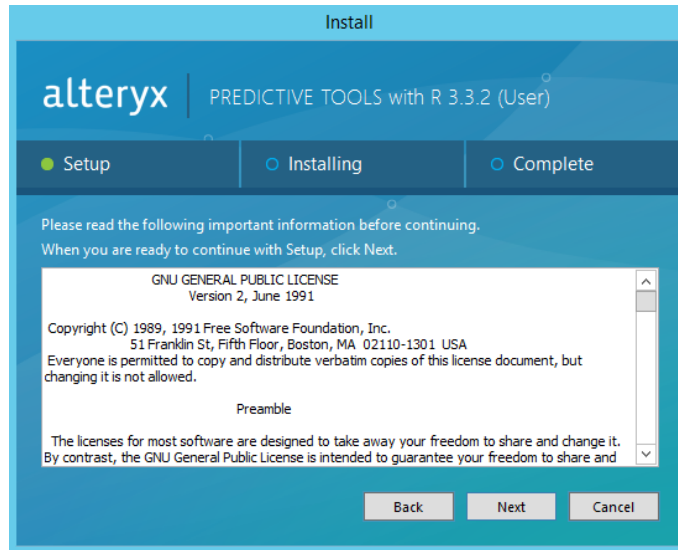 Install
alteryx PREDICTIVE TOOLS with R 3.3.2 (User)
Setup Installing Complete
Please read the following important information before continuing.
When you are ready to continue with Setup, click Next.
GNU GENERAL PUBLIC LICENSE
Version 2, June 1991
Copyright (C) 1989, 1991 Free Software Foundation, Inc.
51 Franklin St, Fifth Floor, Boston, MA 02110-1301 USA
Everyone is permitted to copy and distribute verbatim copies of this license document, but
changing it is not allowed.
Preamble
The licenses for most software are designed to take away your freedom to share and change it.
By contrast, the GNU General Public License is intended to guarantee your freedom to share and
Back Next Cancel